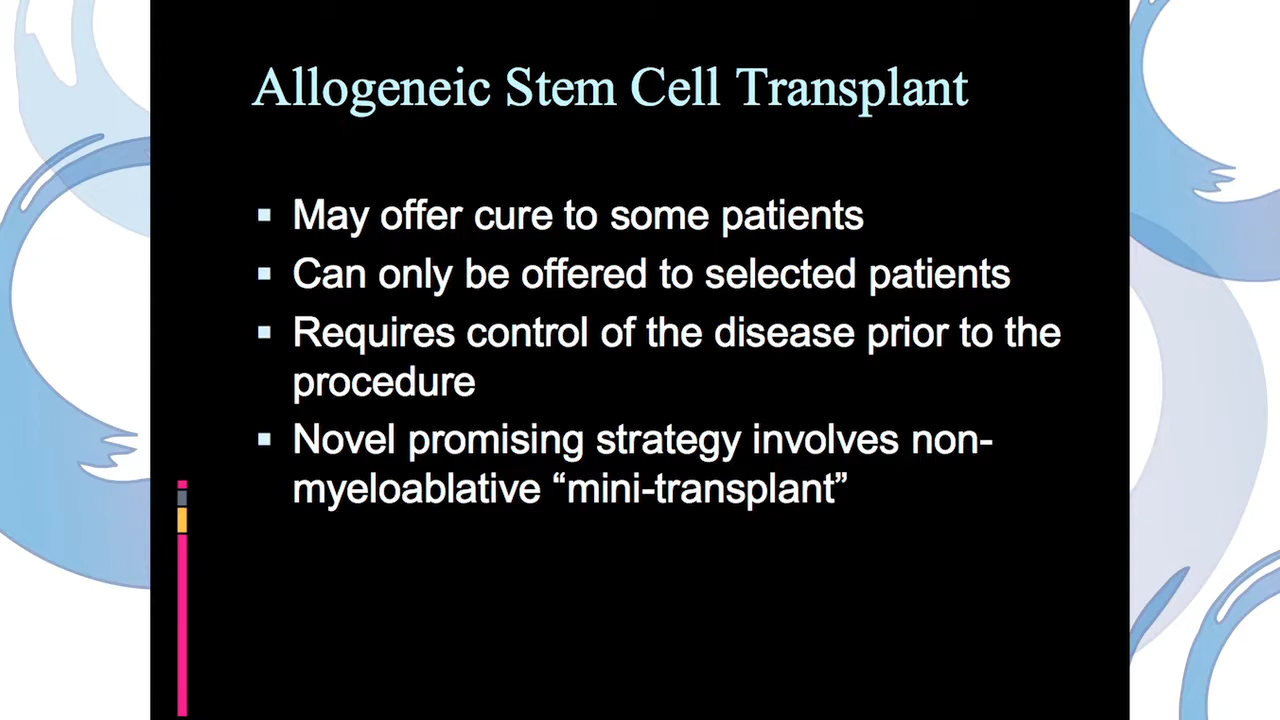 Allogeneic Stem Cell Transplant
▪ May offer cure to some patients
▪ Can only be offered to selected patients
▪ Requires control of the disease prior to the
procedure
▪ Novel promising strategy involves non-
myeloablative “mini-transplant”